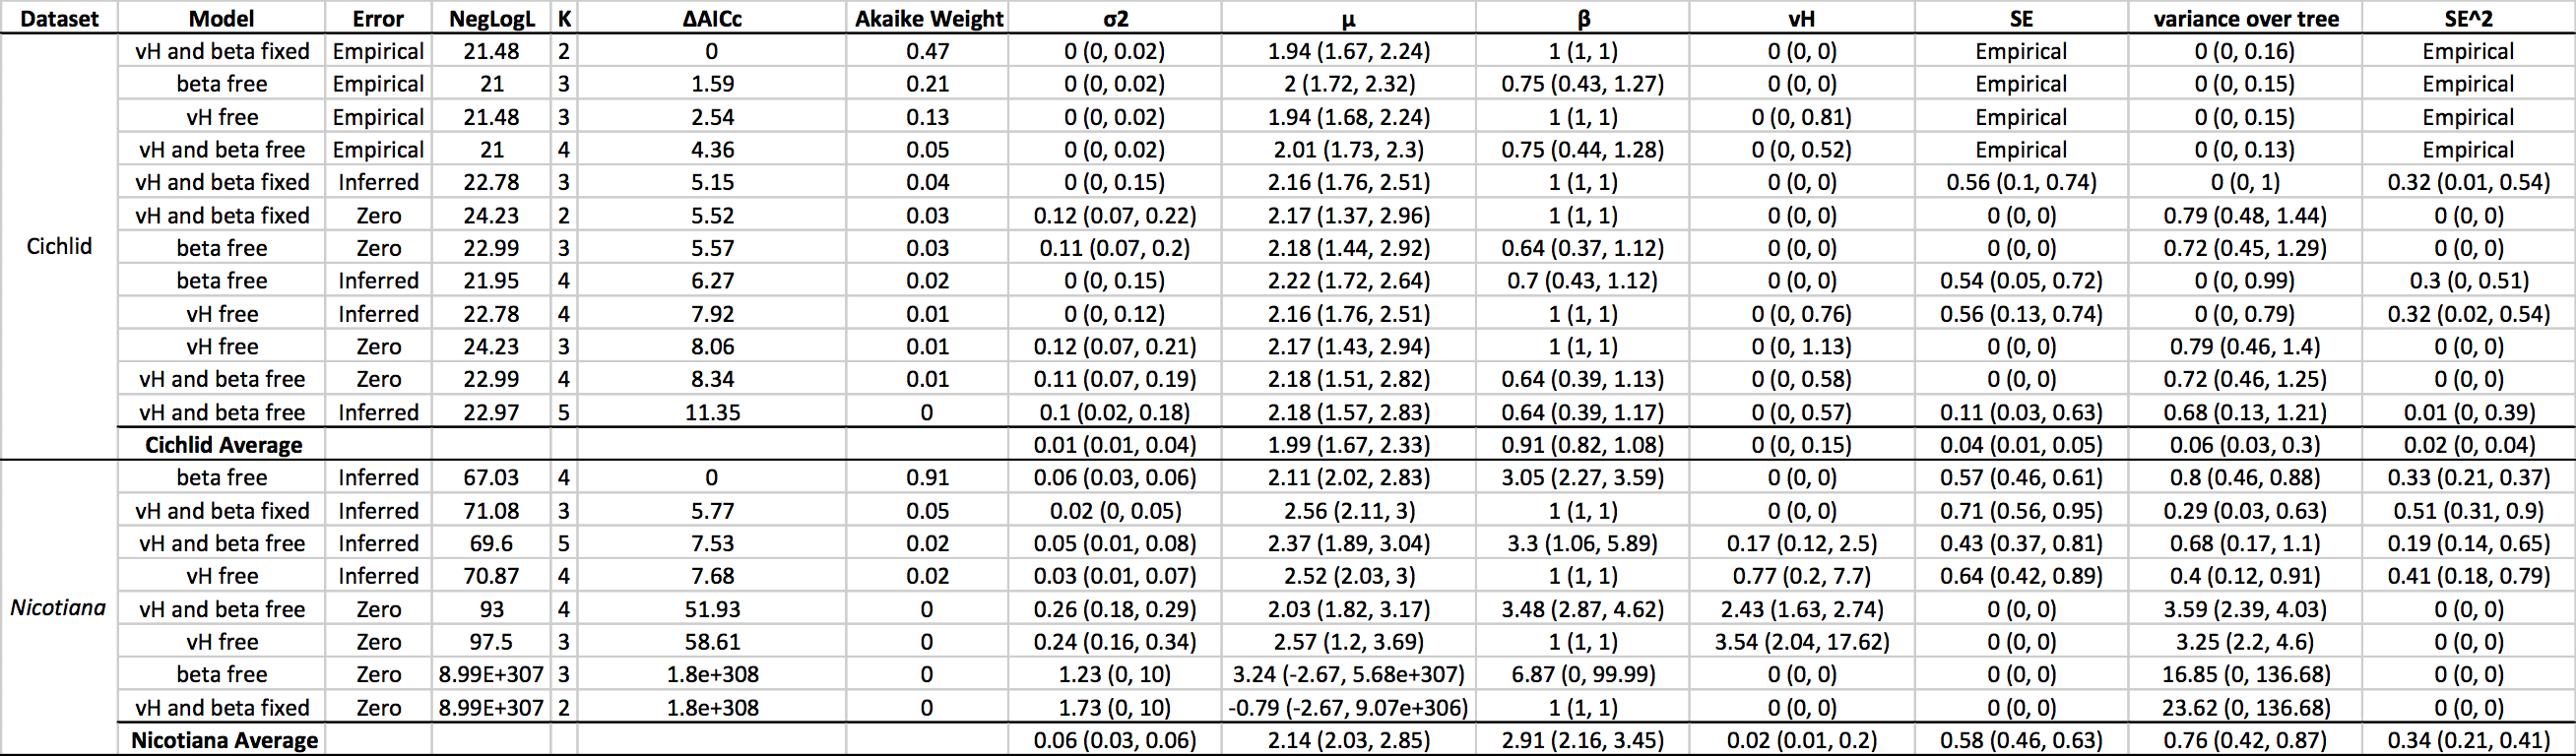 Dataset Model Error NegLogL K ΔAICc Akaike Weight σ2 μ β vH SE variance over tree SE^2
vH and beta fixed Empirical 21.48 2 0 0.47 0 (0, 0.02) 1.94 (1.67, 2.24) 1 (1, 1) 0 (0, 0) Empirical 0 (0, 0.16) Empirical
beta free Empirical 21 3 1.59 0.21 0 (0, 0.02) 2 (1.72, 2.32) 0.75 (0.43, 1.27) 0 (0, 0) Empirical 0 (0, 0.15) Empirical
vH free Empirical 21.48 3 2.54 0.13 0 (0, 0.02) 1.94 (1.68, 2.24) 1 (1, 1) 0 (0, 0.81) Empirical 0 (0, 0.15) Empirical
vH and beta free Empirical 21 4 4.36 0.05 0 (0, 0.02) 2.01 (1.73, 2.3) 0.75 (0.44, 1.28) 0 (0, 0.52) Empirical 0 (0, 0.13) Empirical
vH and beta fixed Inferred 22.78 3 5.15 0.04 0 (0, 0.15) 2.16 (1.76, 2.51) 1 (1, 1) 0 (0, 0) 0.56 (0.1, 0.74) 0 (0, 1) 0.32 (0.01, 0.54)
vH and beta fixed Zero 24.23 2 5.52 0.03 0.12 (0.07, 0.22) 2.17 (1.37, 2.96) 1 (1, 1) 0 (0, 0) 0 (0, 0) 0.79 (0.48, 1.44) 0 (0, 0)
Cichlid beta free Zero 22.99 3 5.57 0.03 0.11 (0.07, 0.2) 2.18 (1.44, 2.92) 0.64 (0.37, 1.12) 0 (0, 0) 0 (0, 0) 0.72 (0.45, 1.29) 0 (0, 0)
beta free Inferred 21.95 4 6.27 0.02 0 (0, 0.15) 2.22 (1.72, 2.64) 0.7 (0.43, 1.12) 0 (0, 0) 0.54 (0.05, 0.72) 0 (0, 0.99) 0.3 (0, 0.51)
vH free Inferred 22.78 4 7.92 0.01 0 (0, 0.12) 2.16 (1.76, 2.51) 1 (1, 1) 0 (0, 0.76) 0.56 (0.13, 0.74) 0 (0, 0.79) 0.32 (0.02, 0.54)
vH free Zero 24.23 3 8.06 0.01 0.12 (0.07, 0.21) 2.17 (1.43, 2.94) 1 (1, 1) 0 (0, 1.13) 0 (0, 0) 0.79 (0.46, 1.4) 0 (0, 0)
vH and beta free Zero 22.99 4 8.34 0.01 0.11 (0.07, 0.19) 2.18 (1.51, 2.82) 0.64 (0.39, 1.13) 0 (0, 0.58) 0 (0, 0) 0.72 (0.46, 1.25) 0 (0, 0)
vH and beta free Inferred 22.97 5 11.35 0 0.1 (0.02, 0.18) 2.18 (1.57, 2.83) 0.64 (0.39, 1.17) 0 (0, 0.57) 0.11 (0.03, 0.63) 0.68 (0.13, 1.21) 0.01 (0, 0.39)
Cichlid Average 0.01 (0.01, 0.04) 1.99 (1.67, 2.33) 0.91 (0.82, 1.08) 0 (0, 0.15) 0.04 (0.01, 0.05) 0.06 (0.03, 0.3) 0.02 (0, 0.04)
beta free Inferred 67.03 4 0 0.91 0.06 (0.03, 0.06) 2.11 (2.02, 2.83) 3.05 (2.27, 3.59) 0 (0, 0) 0.57 (0.46, 0.61) 0.8 (0.46, 0.88) 0.33 (0.21, 0.37)
vH and beta fixed Inferred 71.08 3 5.77 0.05 0.02 (0, 0.05) 2.56 (2.11, 3) 1 (1, 1) 0 (0, 0) 0.71 (0.56, 0.95) 0.29 (0.03, 0.63) 0.51 (0.31, 0.9)
vH and beta free Inferred 69.6 5 7.53 0.02 0.05 (0.01, 0.08) 2.37 (1.89, 3.04) 3.3 (1.06, 5.89) 0.17 (0.12, 2.5) 0.43 (0.37, 0.81) 0.68 (0.17, 1.1) 0.19 (0.14, 0.65)
vH free Inferred 70.87 4 7.68 0.02 0.03 (0.01, 0.07) 2.52 (2.03, 3) 1 (1, 1) 0.77 (0.2, 7.7) 0.64 (0.42, 0.89) 0.4 (0.12, 0.91) 0.41 (0.18, 0.79)
Nicotiana vH and beta free Zero 93 4 51.93 0 0.26 (0.18, 0.29) 2.03 (1.82, 3.17) 3.48 (2.87, 4.62) 2.43 (1.63, 2.74) 0 (0, 0) 3.59 (2.39, 4.03) 0 (0, 0)
vH free Zero 97.5 3 58.61 0 0.24 (0.16, 0.34) 2.57 (1.2, 3.69) 1 (1, 1) 3.54 (2.04, 17.62) 0 (0, 0) 3.25 (2.2, 4.6) 0 (0, 0)
beta free Zero 8.99E+307 3 1.8e+308 0 1.23 (0, 10) 3.24 (-2.67, 5.68e+307) 6.87 (0, 99.99) 0 (0, 0) 0 (0, 0) 16.85 (0, 136.68) 0 (0, 0)
vH and beta fixed Zero 8.99E+307 2 1.8e+308 0 1.73 (0, 10) -0.79 (-2.67, 9.07e+306) 1 (1, 1) 0 (0, 0) 0 (0, 0) 23.62 (0, 136.68) 0 (0, 0)
Nicotiana Average 0.06 (0.03, 0.06) 2.14 (2.03, 2.85) 2.91 (2.16, 3.45) 0.02 (0.01, 0.2) 0.58 (0.46, 0.63) 0.76 (0.42, 0.87) 0.34 (0.21, 0.41)